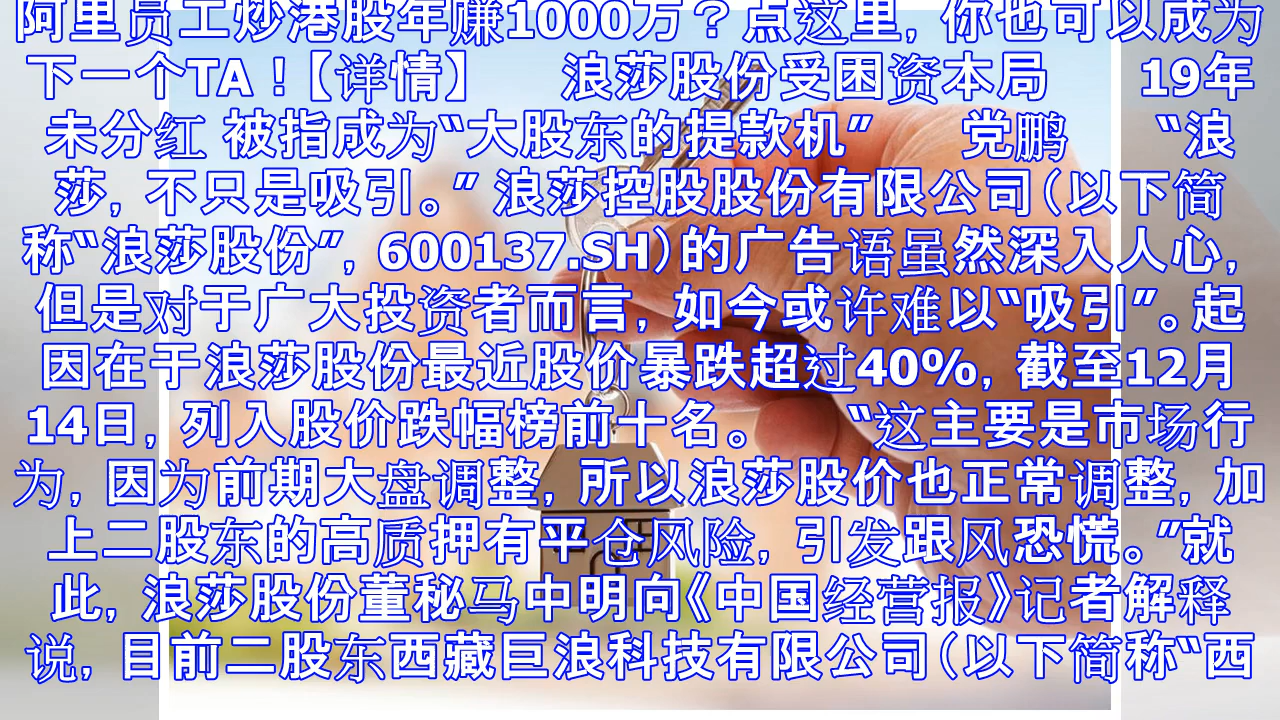 阿里员工炒港股年赚1000万？点这里，你也可以成为
下一个TA！【详情】　　浪莎股份受困资本局　　19年
未分红 被指成为“大股东的提款机”　　党鹏　　“浪
莎，不只是吸引。”浪莎控股股份有限公司（以下简
称“浪莎股份”，600137.SH）的广告语虽然深入人心，
但是对于广大投资者而言，如今或许难以“吸引”。起
因在于浪莎股份最近股价暴跌超过40%，截至12月
14日，列入股价跌幅榜前十名。　　“这主要是市场行
为，因为前期大盘调整，所以浪莎股价也正常调整，加
上二股东的高质押有平仓风险，引发跟风恐慌。”就
此，浪莎股份董秘马中明向《中国经营报》记者解释
说，目前二股东西藏巨浪科技有限公司（以下简称“西